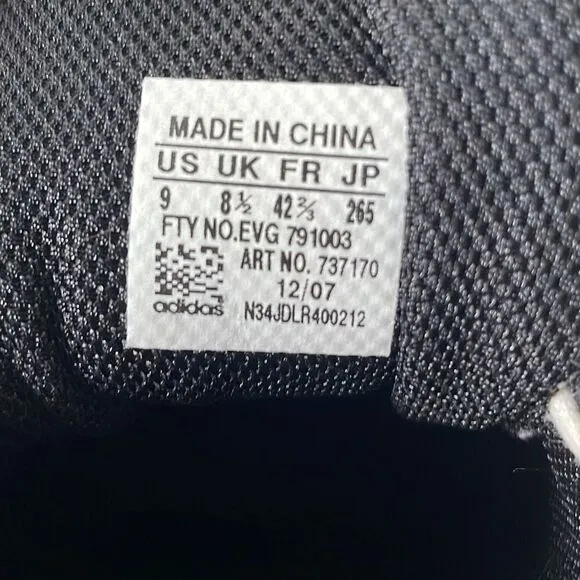 MADE IN CHINA
US UK FR JP
9 8½ 42⅔ 265
FTY NO.EVG 791003
ART NO. 737170
12/07
adidas N34JDLR400212